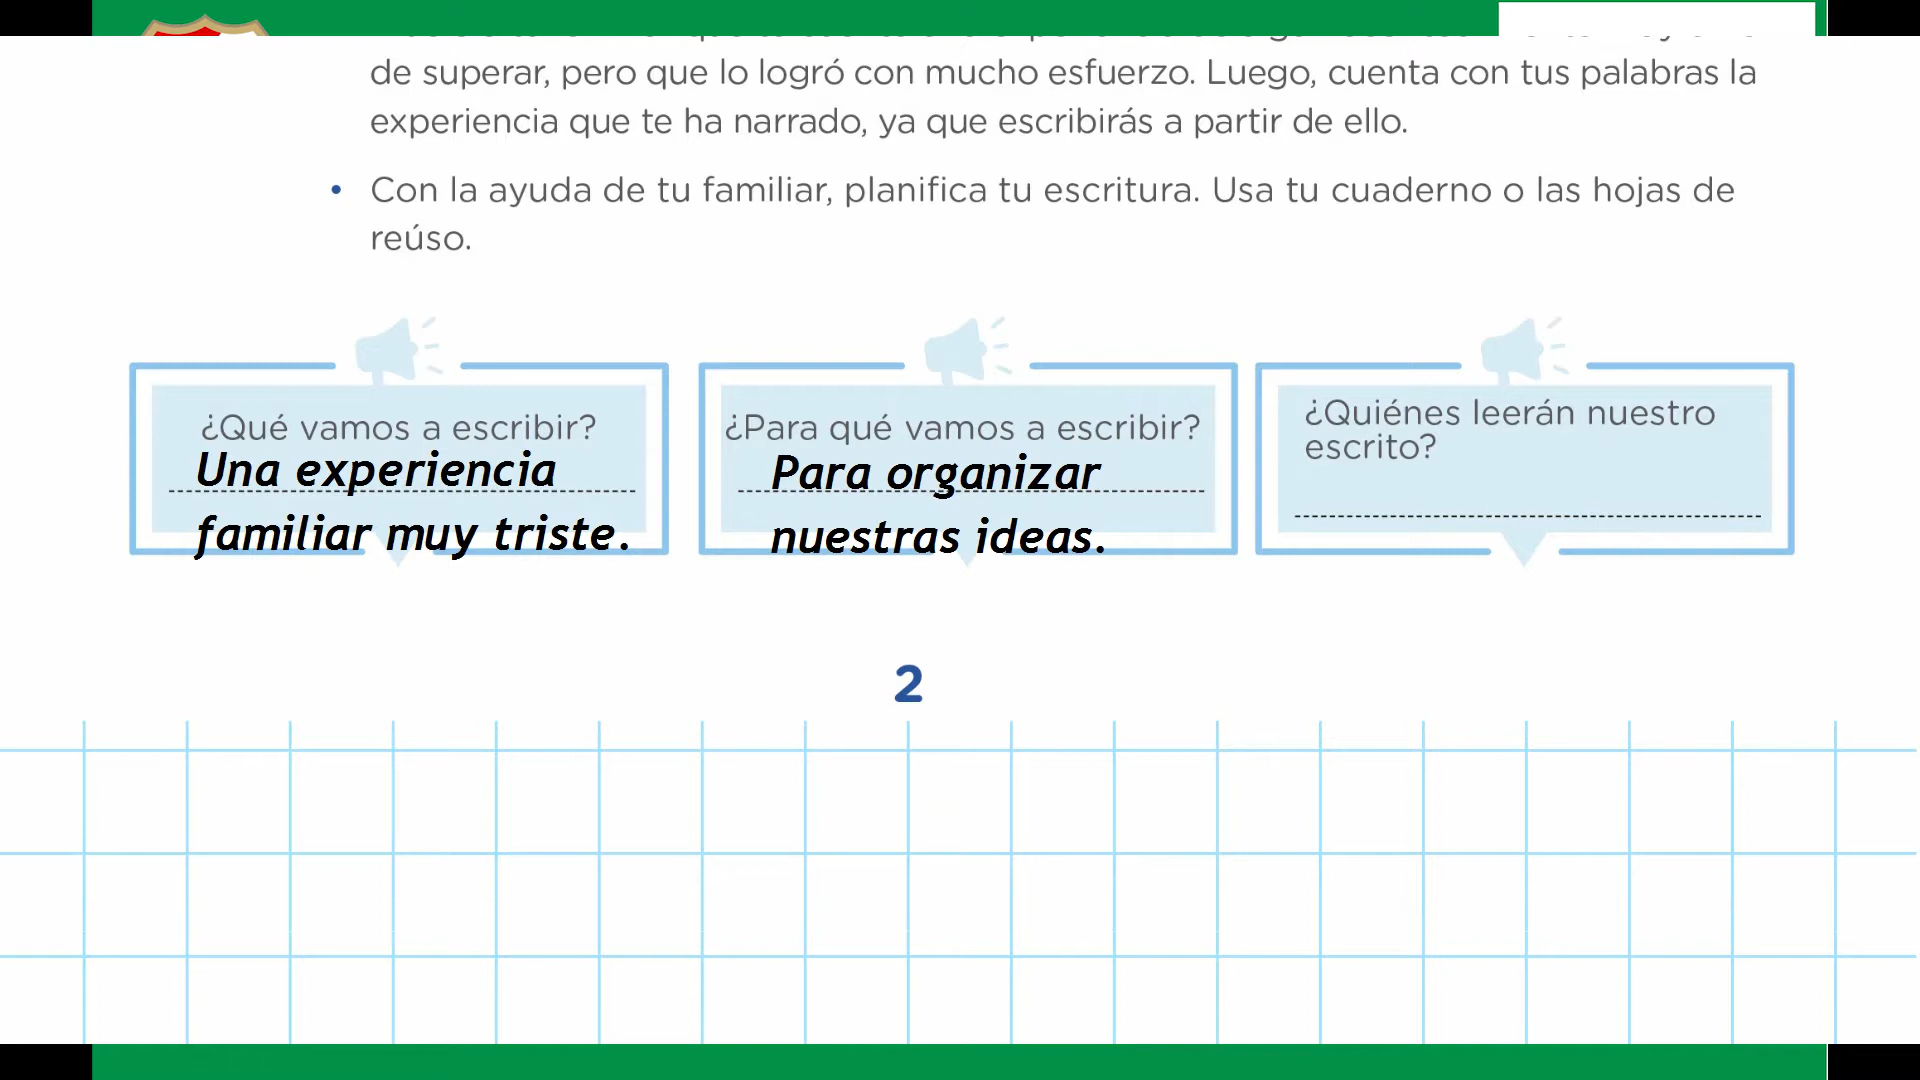 de superar, pero que lo logró con mucho esfuerzo. Luego, cuenta con tus palabras la
experiencia que te ha narrado, ya que escribirás a partir de ello.
• Con la ayuda de tu familiar, planifica tu escritura. Usa tu cuaderno o las hojas de
reúso.
¿Qué vamos a escribir?
Una experiencia
familiar muy triste.
¿Para qué vamos a escribir?
Para organizar
nuestras ideas.
¿Quiénes leerán nuestro
escrito?
2